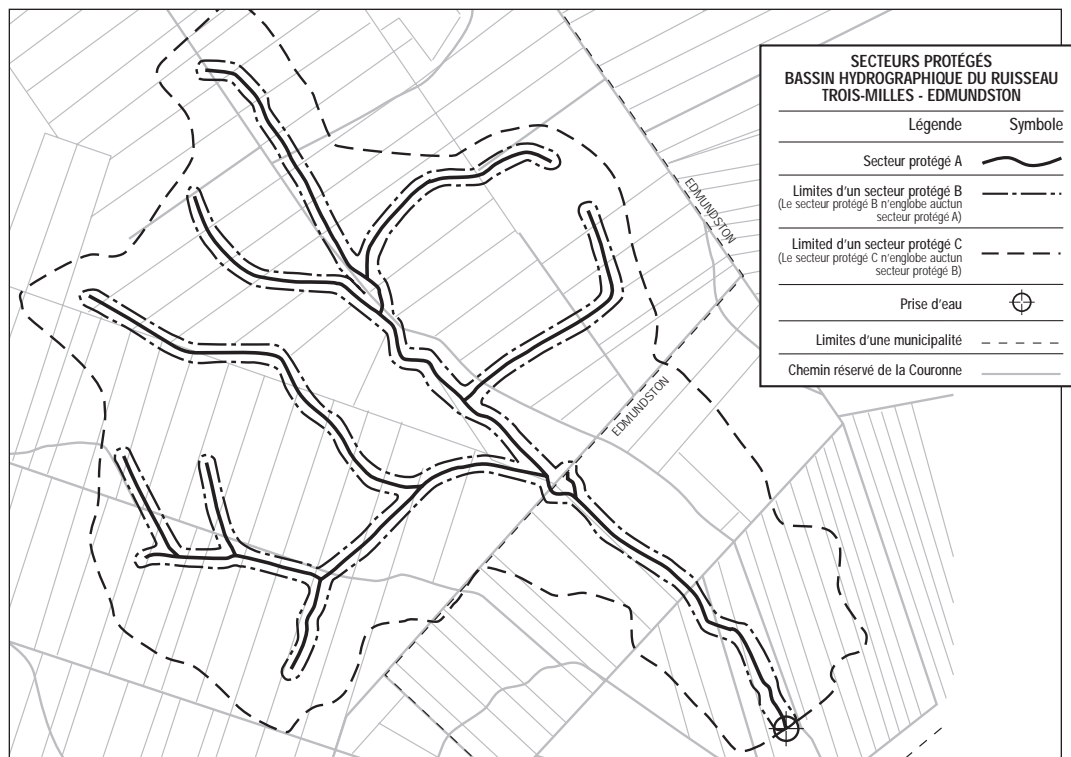 SECTEURS PROTÉGÉS
BASSIN HYDROGRAPHIQUE DU RUISSEAU
TROIS-MILLES - EDMUNDSTON
Légende Symbole
Secteur protégé A
Limites d'un secteur protégé B
(Le secteur protégé B n'englobe auctun
secteur protégé A)
Limited d'un secteur protégé C
(Le secteur protégé C n'englobe auctun
secteur protégé B)
Prise d'eau
Limites d'une municipalité
Chemin réservé de la Couronne
EDMUNDSTON
EDMUNDSTON